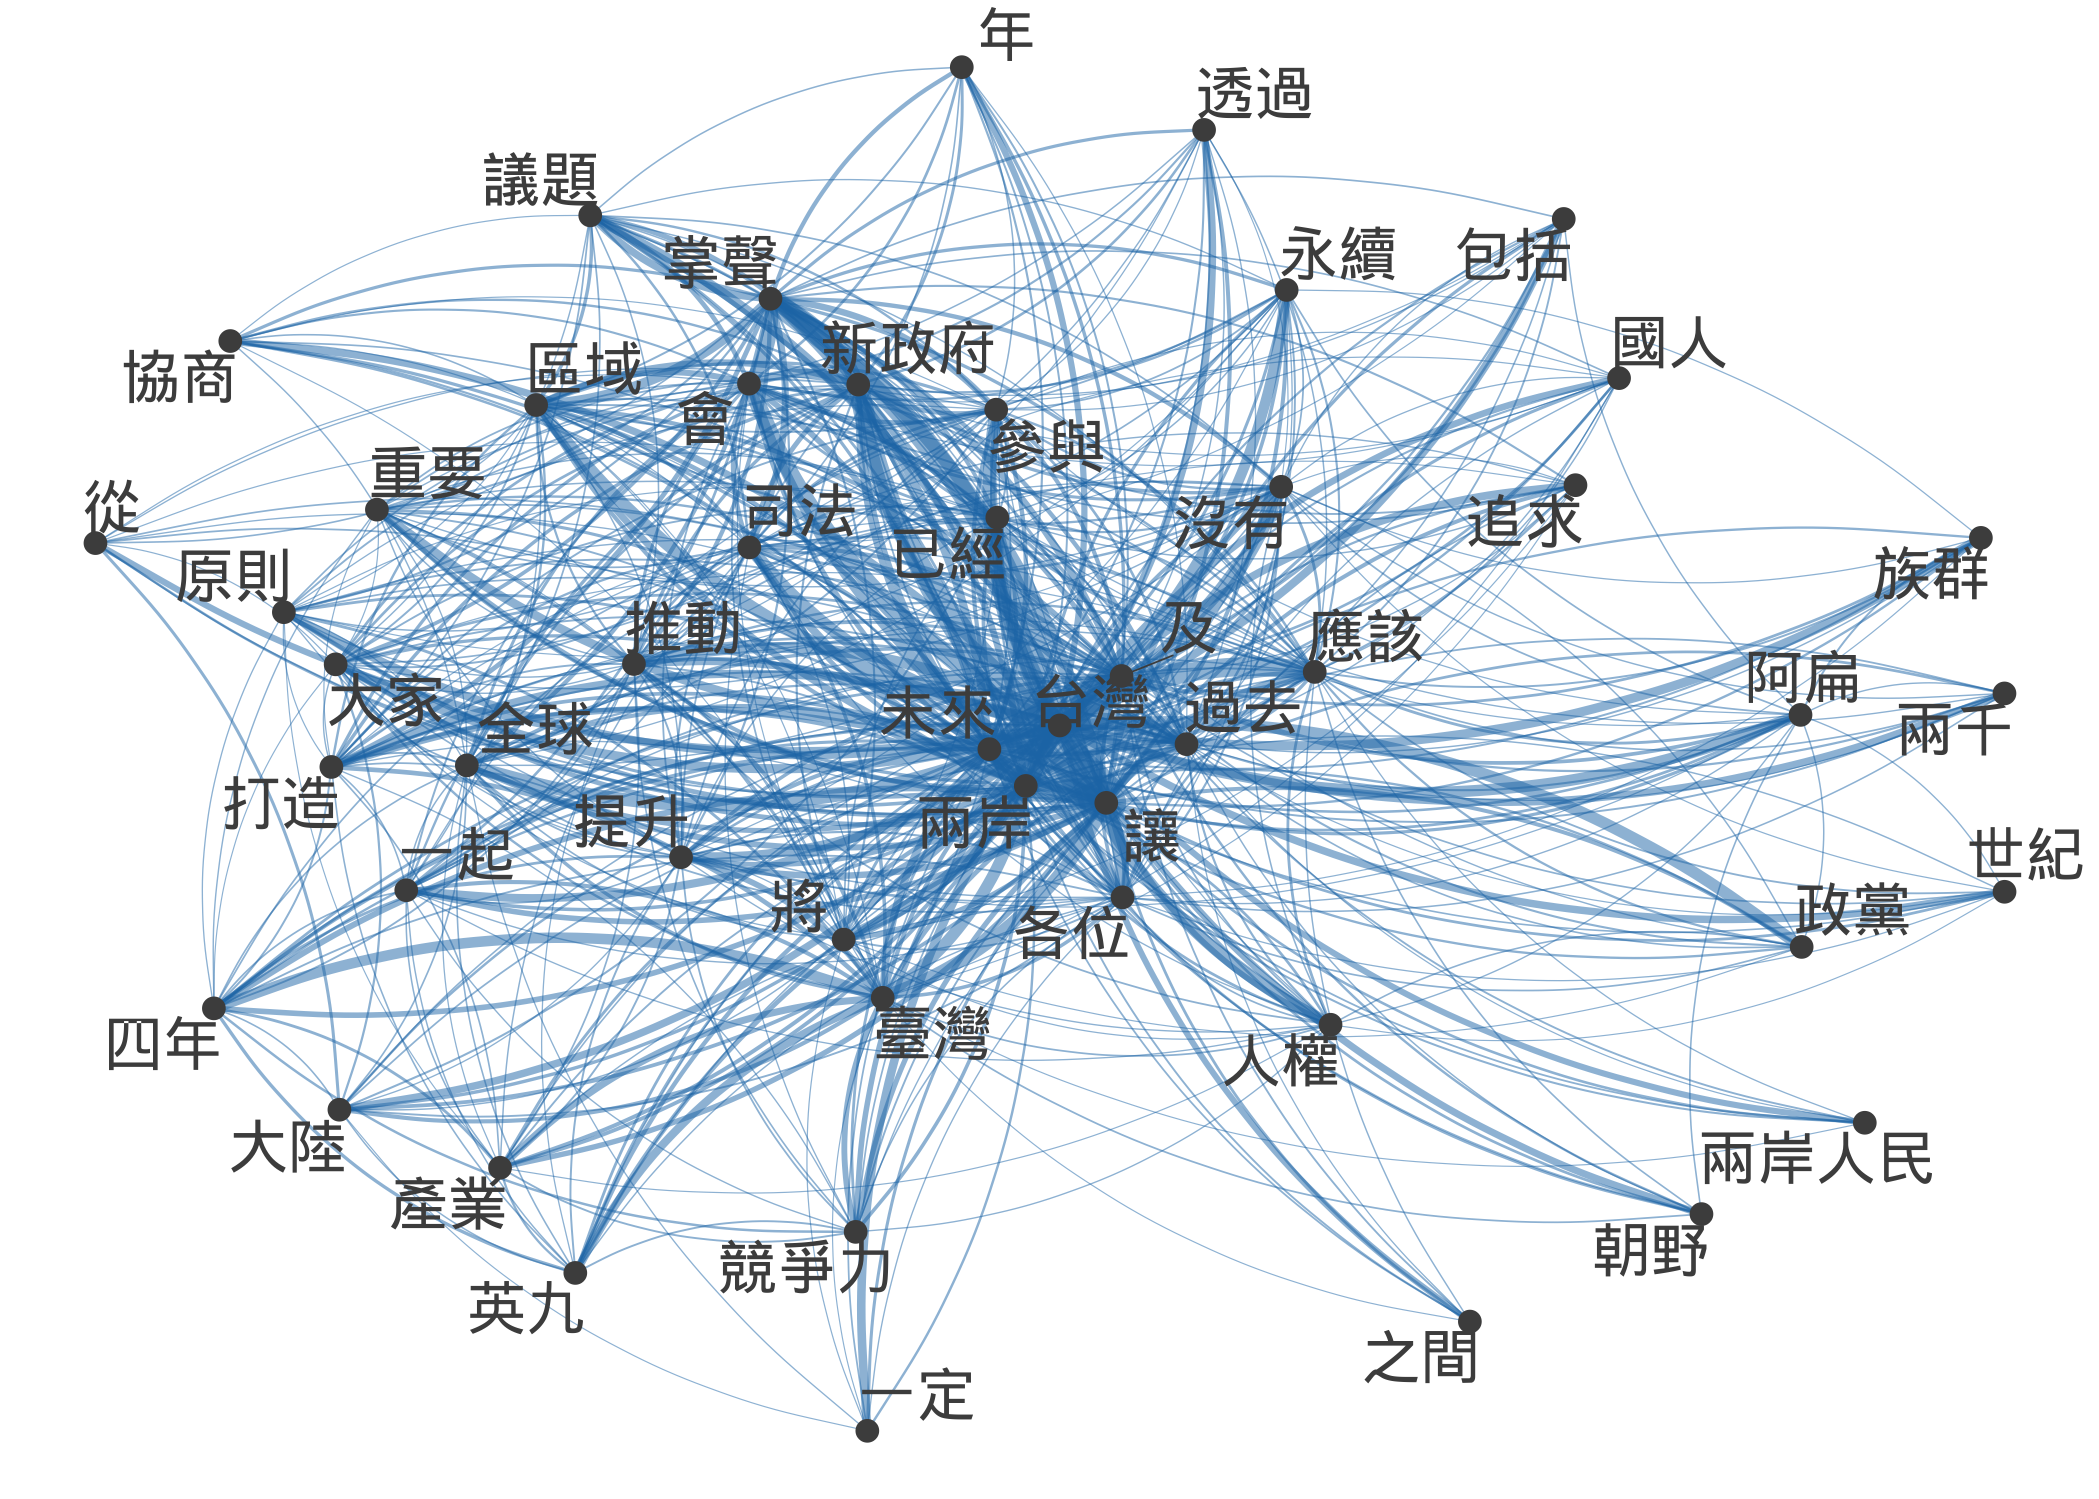 年
透過
議題
掌聲
永續
包括
新政府
國人
區域
協商
會
參與
重要
從
司法
沒有
追求
已經
原則
族群
推動
及
應該
大家
未來
台灣
過去
阿扁
全球
兩千
打造
提升
兩岸
讓
一起
世紀
將
各位
政黨
四年
臺灣
人權
大陸
兩岸人民
產業
競爭力
朝野
英九
之間
一定